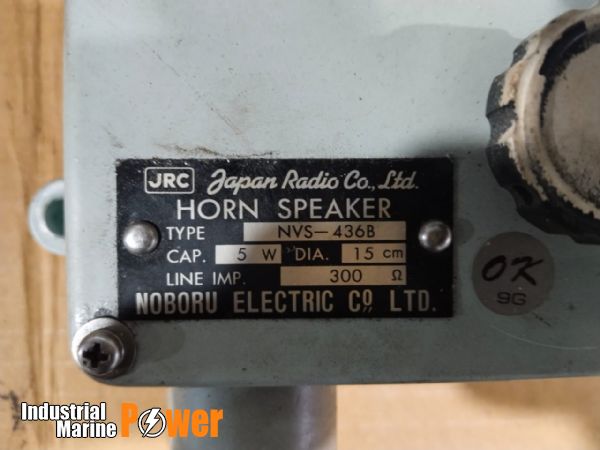 JRC Japan Radio Co., Ltd.
HORN SPEAKER
TYPE NVS-436B
CAP. 5 W DIA. 15 cm
LINE IMP. 300 Ω
NOBORU ELECTRIC CO., LTD.
OK
9G
Industrial
Marine Power